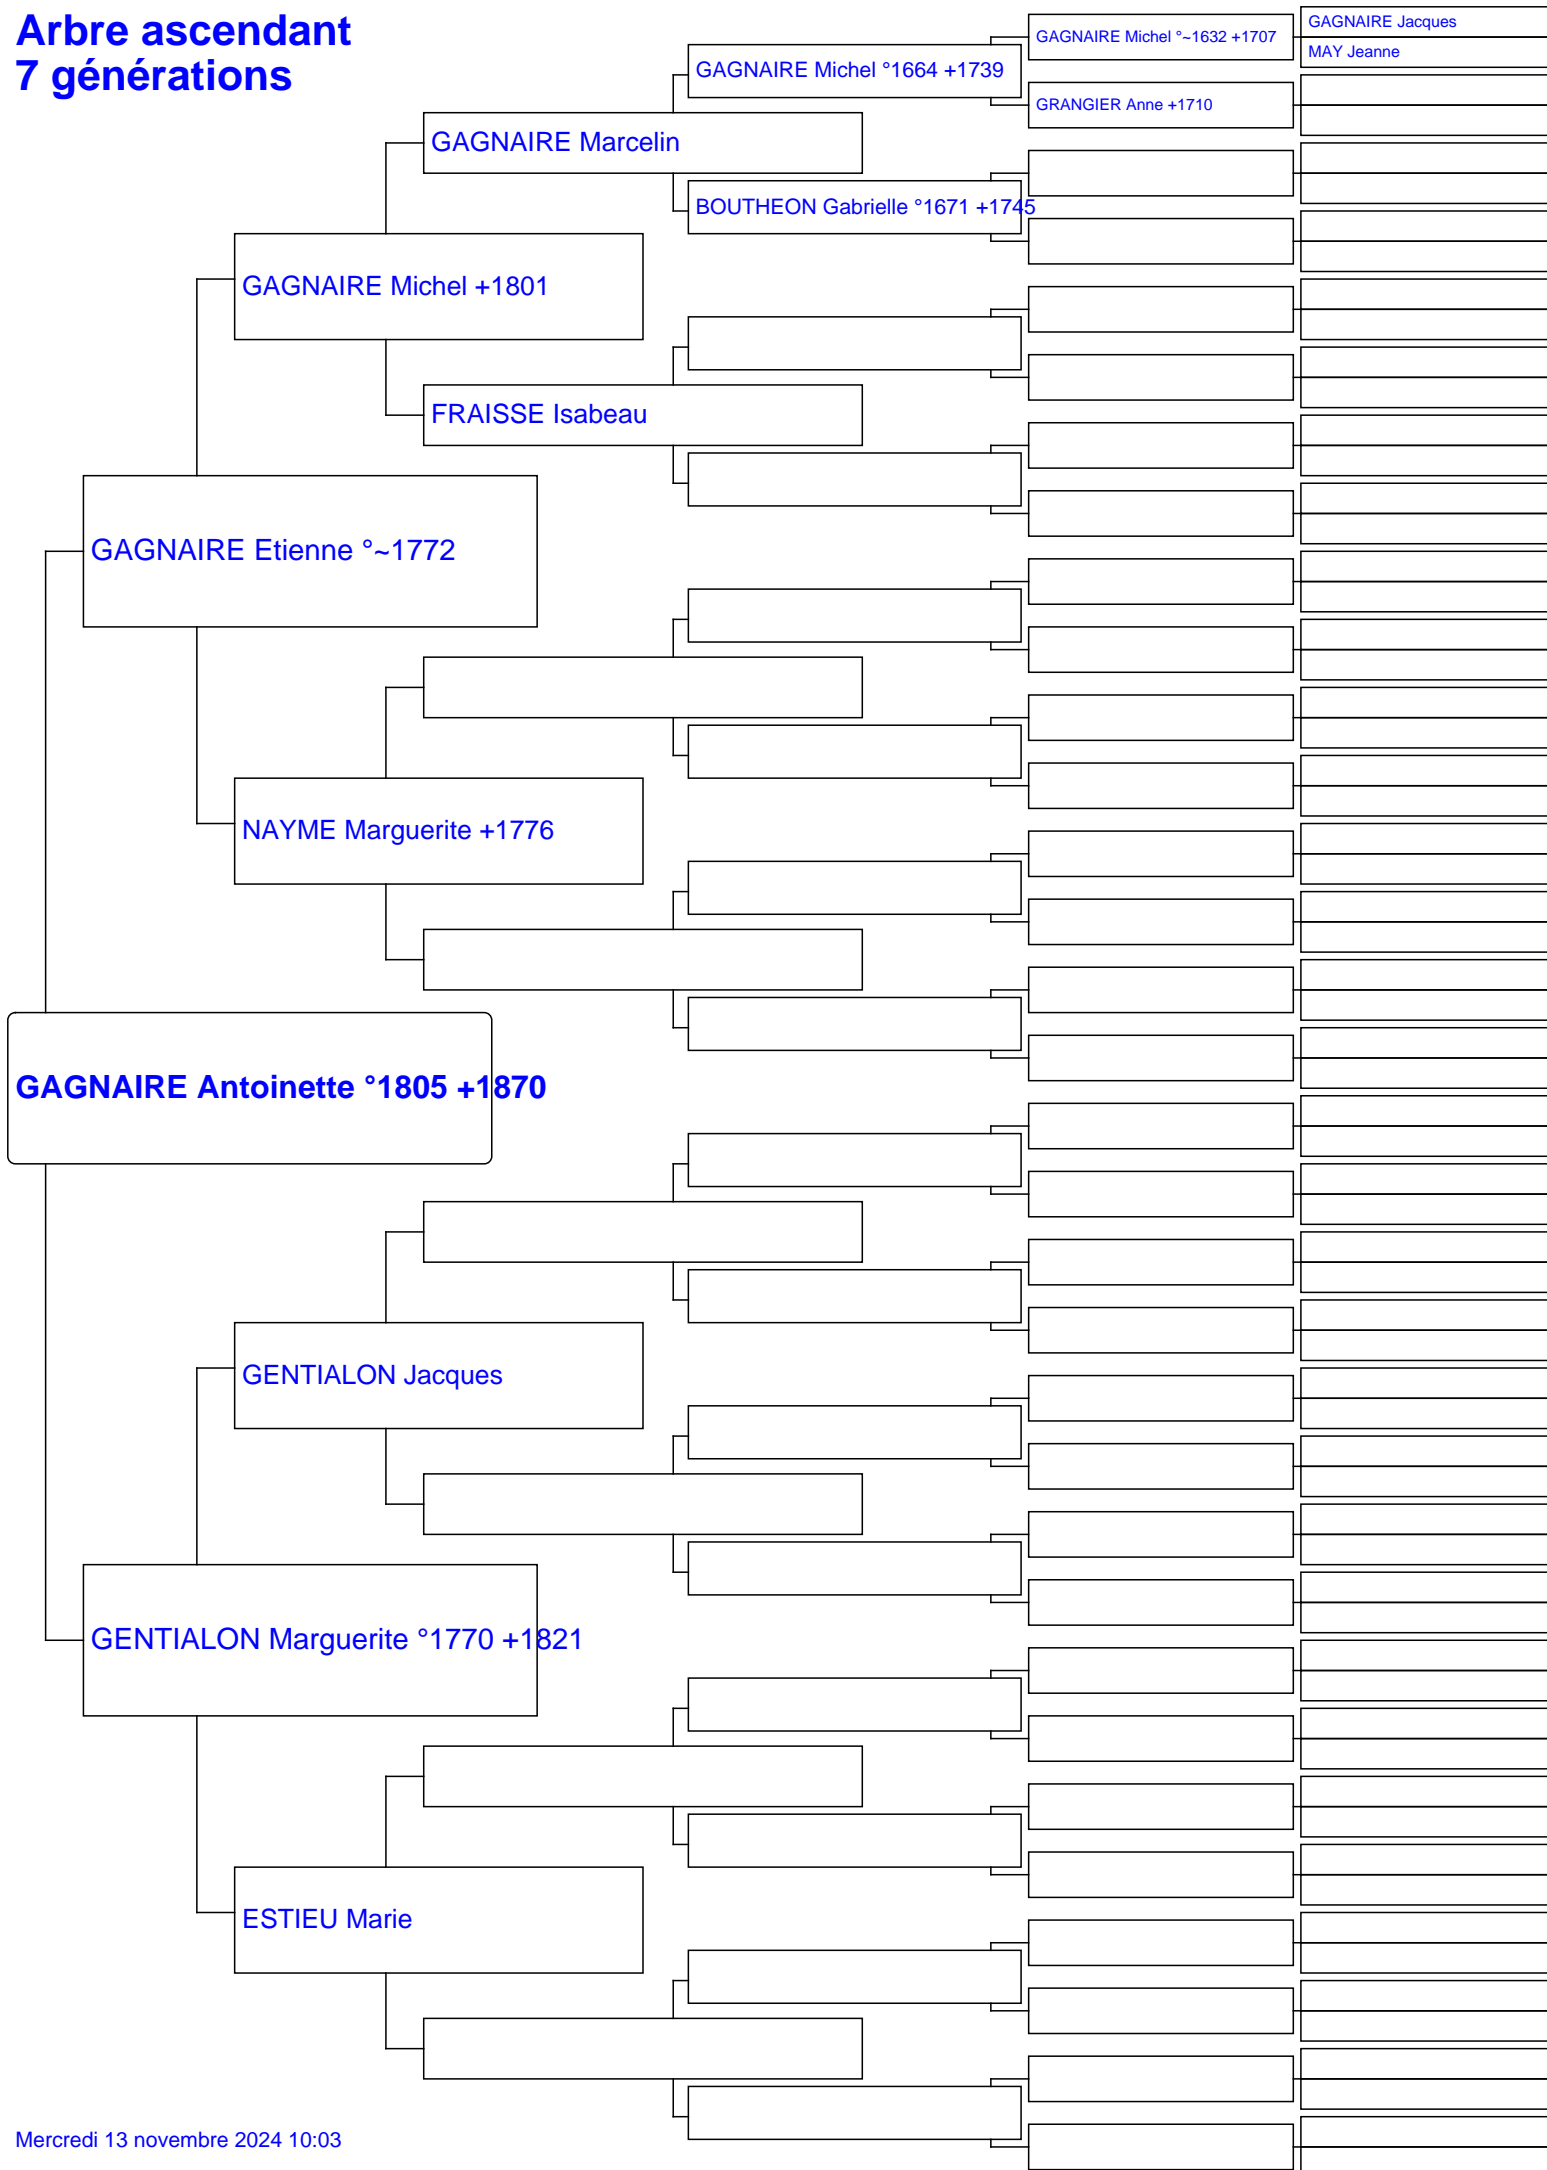 Arbre ascendant
7 générations
GAGNAIRE Jacques
GAGNAIRE Michel °~1632 +1707
MAY Jeanne
GAGNAIRE Michel °1664 +1739
GRANGIER Anne +1710
GAGNAIRE Marcelin
BOUTHEON Gabrielle °1671 +1745
GAGNAIRE Michel +1801
FRAISSE Isabeau
GAGNAIRE Etienne °~1772
NAYME Marguerite +1776
GAGNAIRE Antoinette °1805 +1870
GENTIALON Jacques
GENTIALON Marguerite °1770 +1821
ESTIEU Marie
Mercredi 13 novembre 2024 10:03